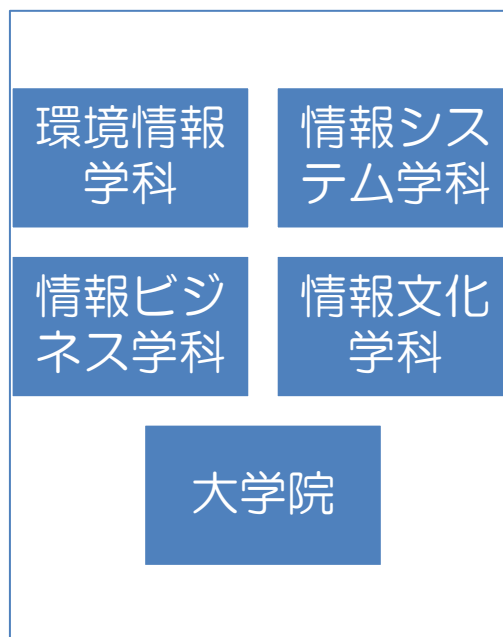 環境情報
学科
情報シス
テム学科
情報ビジ
ネス学科
情報文化
学科
大学院